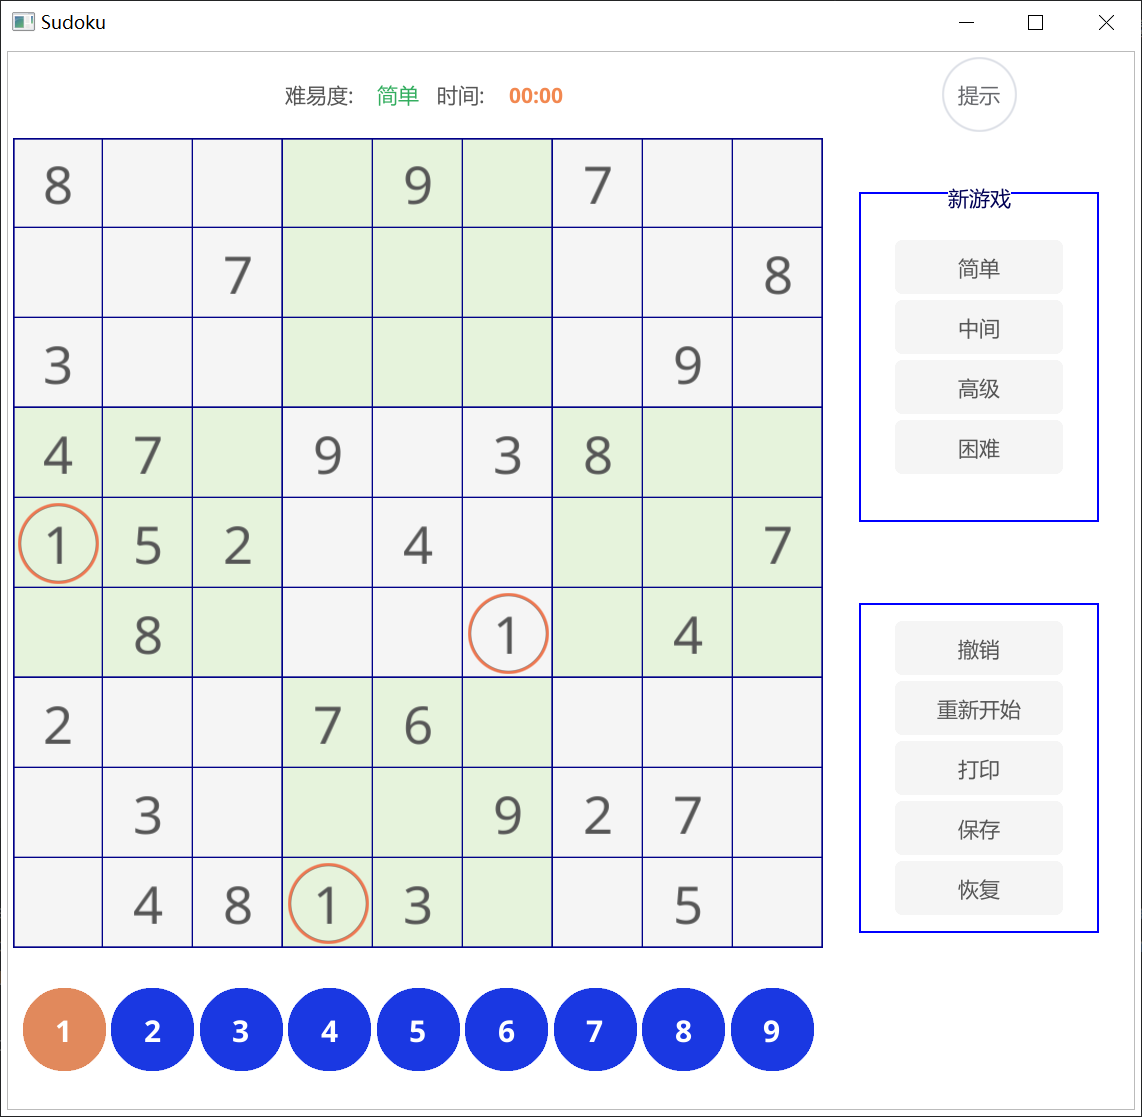 Sudoku
难易度: 简单 时间: 00:00
提示
8 9 7
7 8
3 9
4 7 9 3 8
1 5 2 4 7
8 1 4
2 7 6
3 9 2 7
4 8 1 3 5
1 2 3 4 5 6 7 8 9
新游戏
简单
中间
高级
困难
撤销
重新开始
打印
保存
恢复